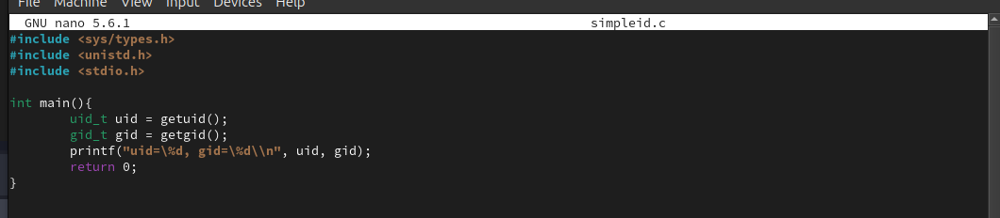 File Machine View Input Devices Help
GNU nano 5.6.1 simpleid.c
#include <sys/types.h>
#include <unistd.h>
#include <stdio.h>
int main(){
uid_t uid = getuid();
gid_t gid = getgid();
printf("uid=\%d, gid=\%d\\n", uid, gid);
return 0;
}